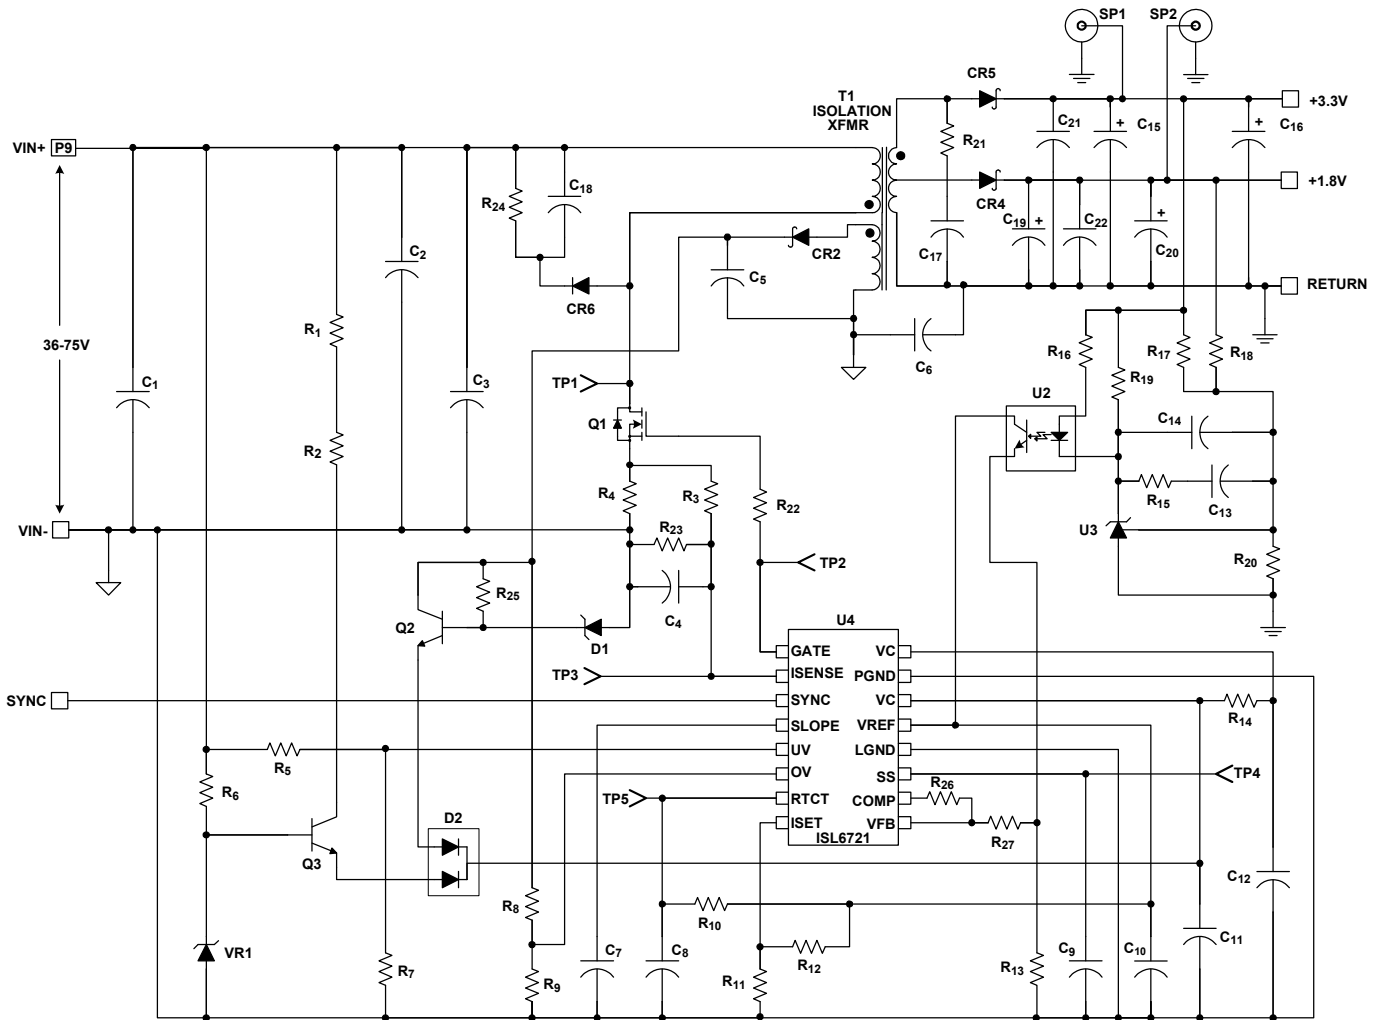 SP1
SP2
CR5
T1
ISOLATION
XFMR
+3.3V
C21
+
C15
+
C16
R21
VIN+
P9
+1.8V
C18
R24
CR4
C19
+
C22
+
C20
C17
CR2
C2
C5
RETURN
CR6
R1
36-75V
C6
R16
R17
R18
C1
C3
TP1
R19
U2
Q1
C14
R2
R4
R3
R22
R15
C13
R23
VIN-
U3
TP2
R20
R25
C4
Q2
D1
U4
GATE
VC
TP3
ISENSE
PGND
SYNC
SYNC
VC
R14
SLOPE
VREF
UV
LGND
R5
OV
SS
TP4
R6
R26
TP5
RTCT
COMP
D2
ISET
VFB
ISL6721
R27
Q3
C12
R8
R10
C11
VR1
C7
C8
R12
C9
C10
R7
R9
R11
R13